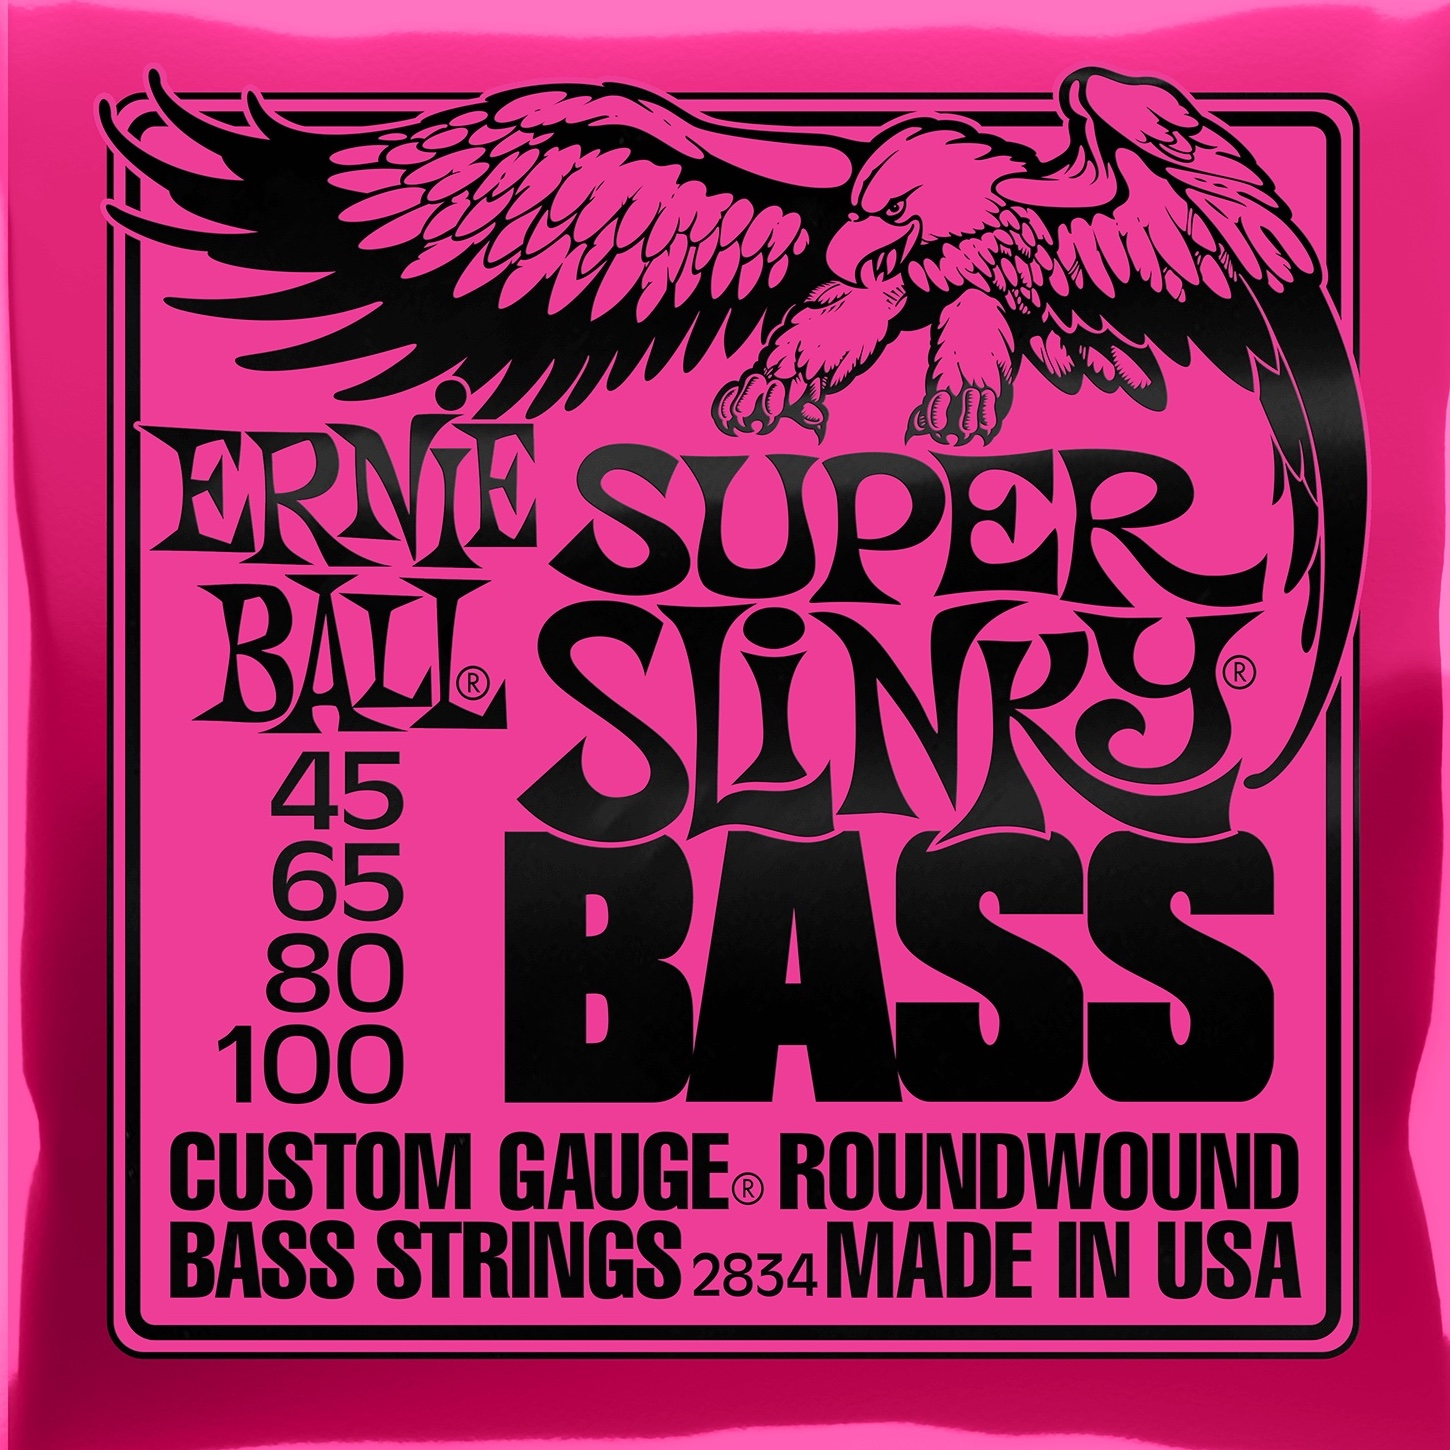 ERNiE
BALL®
SUPER
SLiNKY®
BASS
45
65
80
100
CUSTOM GAUGE® ROUNDWOUND
BASS STRINGS 2834 MADE IN USA